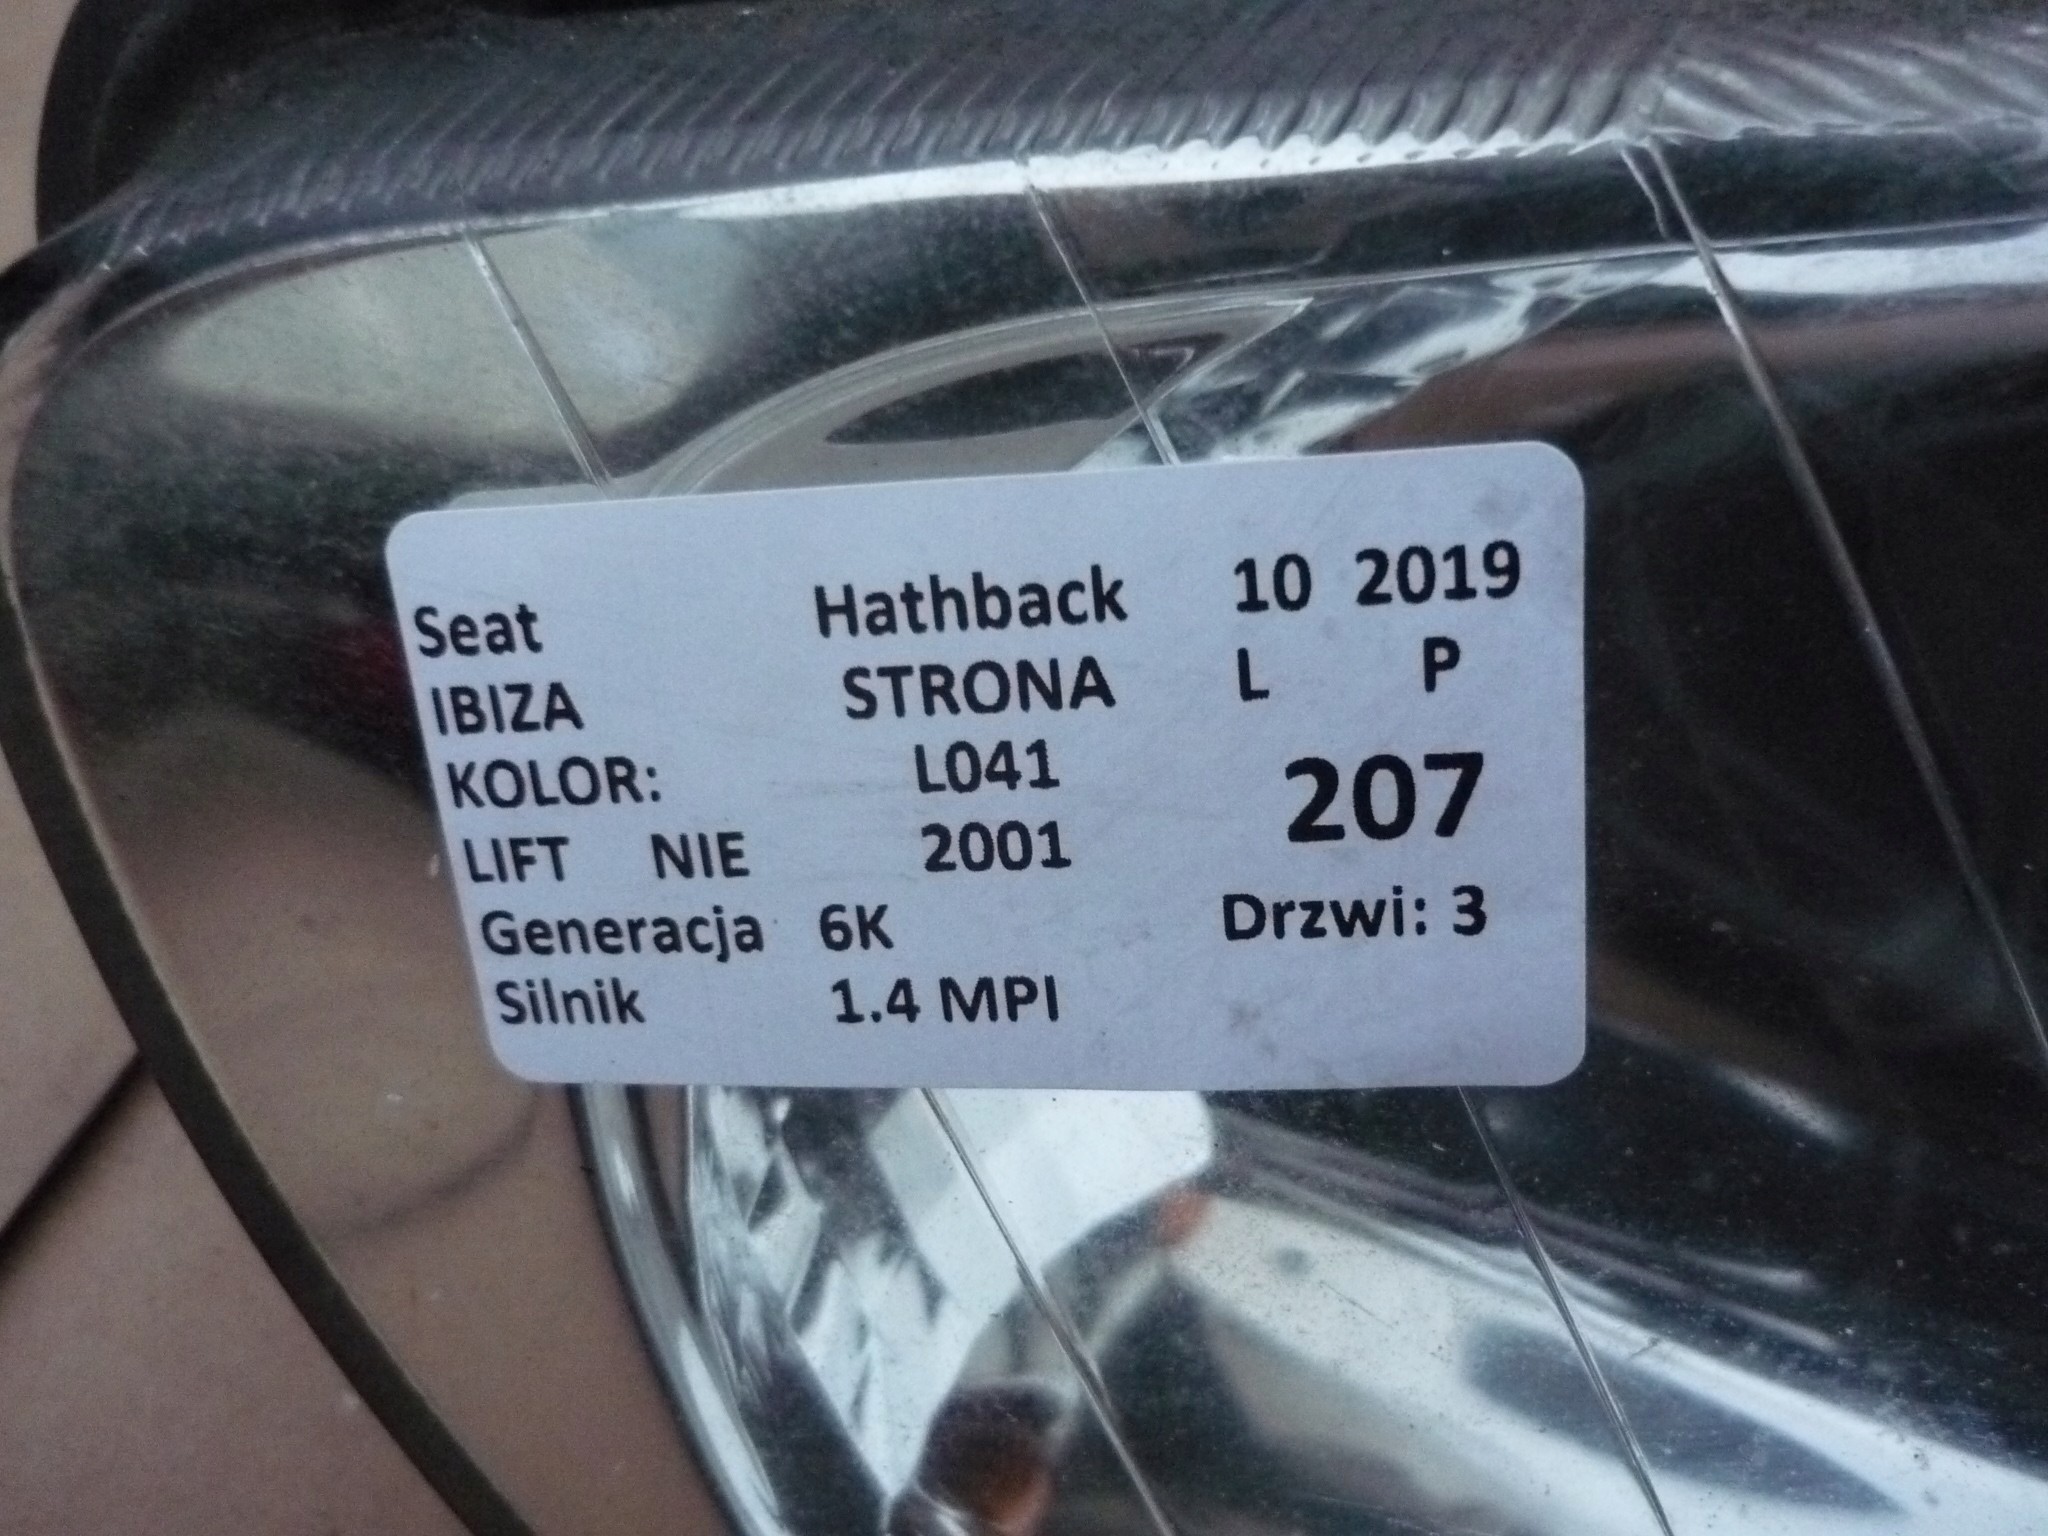 Seat Hathback 10 2019
IBIZA STRONA L P
KOLOR: L041 207
LIFT NIE 2001
Generacja 6K Drzwi: 3
Silnik 1.4 MPI